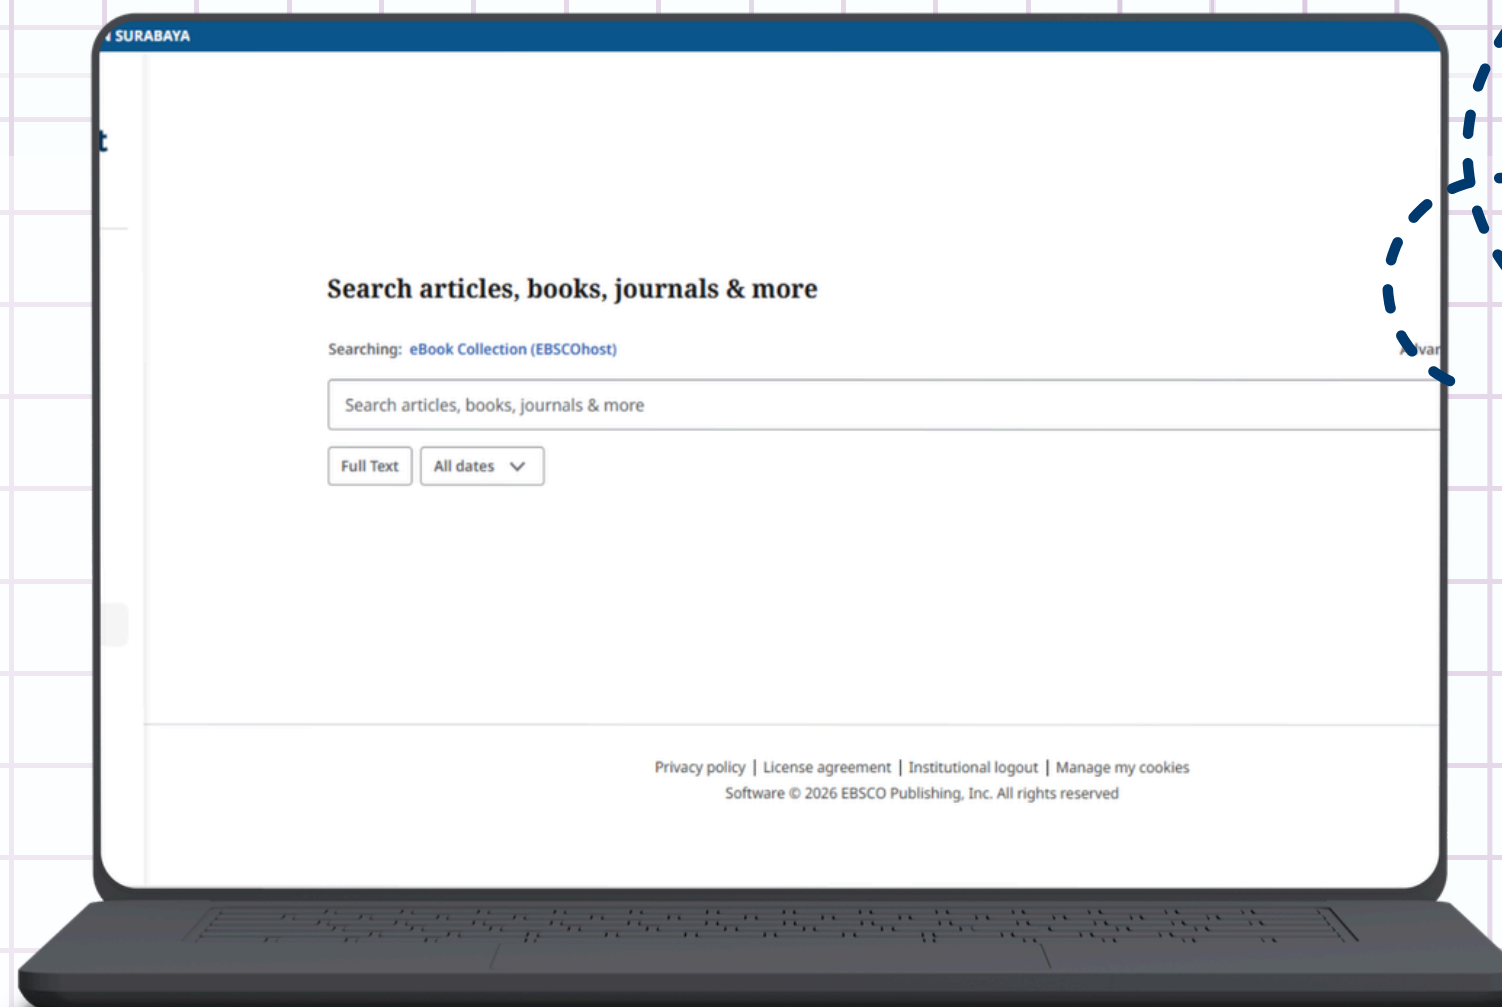 SURABAYA
t
Search articles, books, journals & more
Searching: eBook Collection (EBSCOhost)
Search articles, books, journals & more
Full Text All dates
Privacy policy | License agreement | Institutional logout | Manage my cookies
Software © 2026 EBSCO Publishing, Inc. All rights reserved